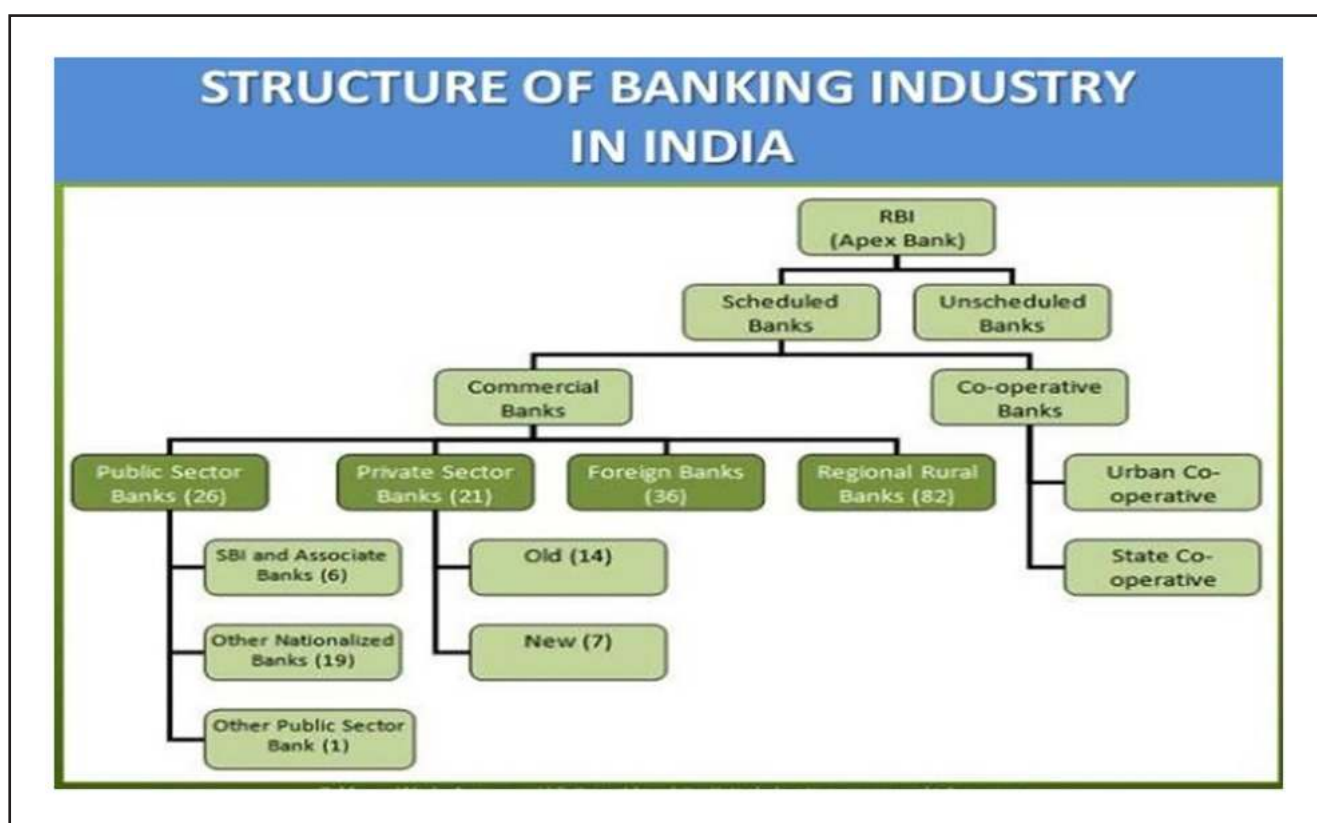 STRUCTURE OF BANKING INDUSTRY
IN INDIA
RBI
(Apex Bank)
Scheduled
Banks
Unscheduled
Banks
Commercial
Banks
Co-operative
Banks
Public Sector
Banks (26)
Private Sector
Banks (21)
Foreign Banks
(36)
Regional Rural
Banks (82)
Urban Co-
operative
State Co-
operative
SBI and Associate
Banks (6)
Other Nationalized
Banks (19)
Other Public Sector
Bank (1)
Old (14)
New (7)